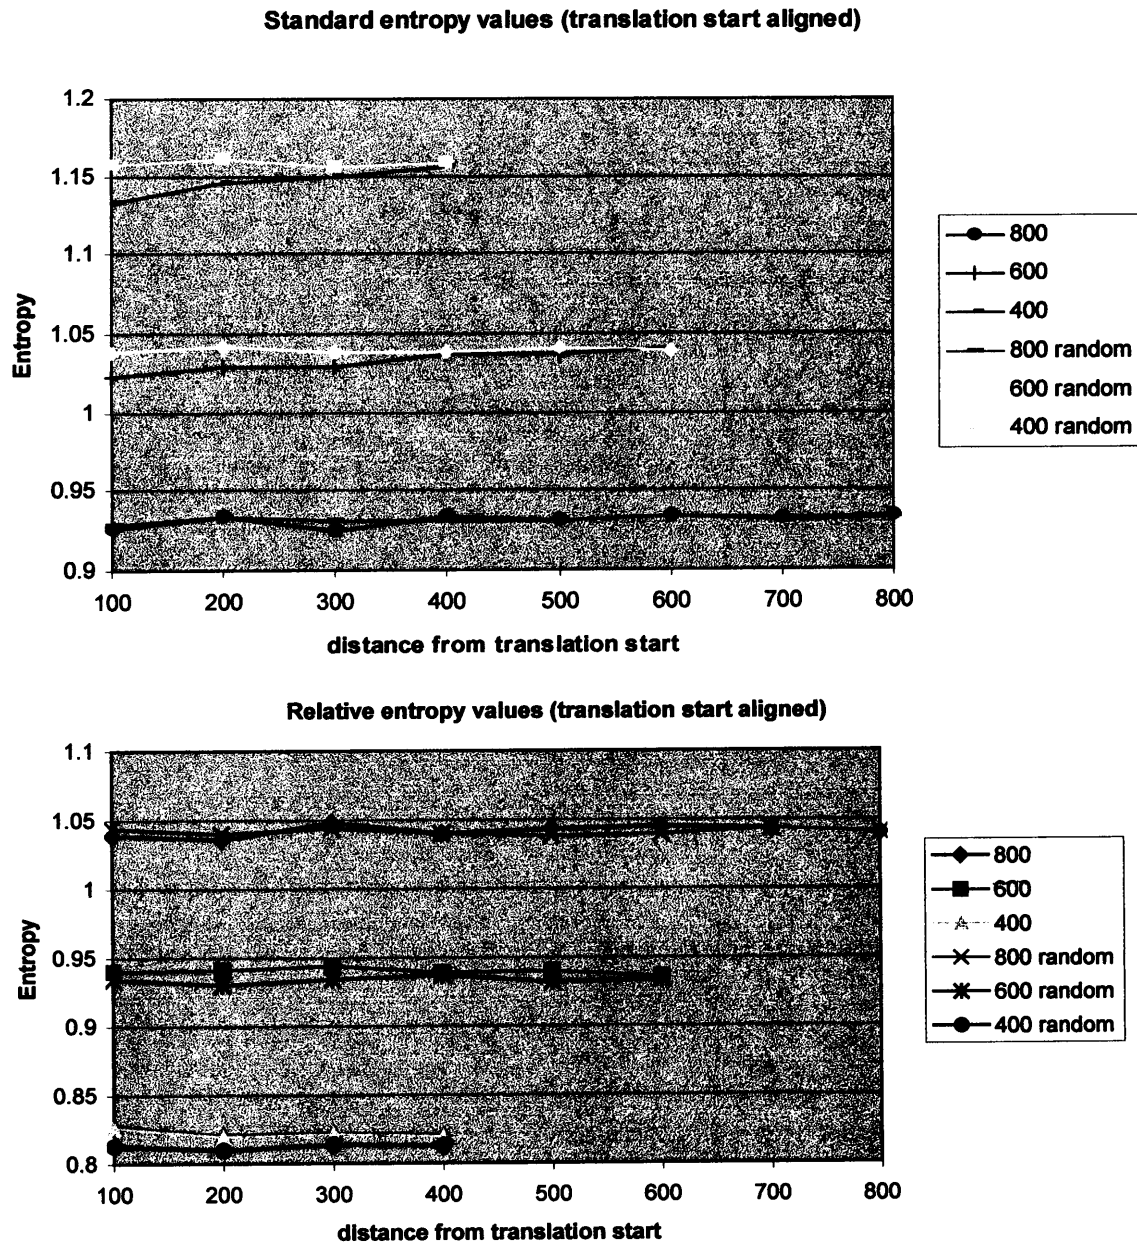 Standard entropy values (translation start aligned)
1.2
1.15
1.1
1.05
1
0.95
0.9
Entropy
100 200 300 400 500 600 700 800
distance from translation start
800
600
400
800 random
600 random
400 random
Relative entropy values (translation start aligned)
1.1
1.05
1
0.95
0.9
0.85
0.8
Entropy
100 200 300 400 500 600 700 800
distance from translation start
800
600
400
800 random
600 random
400 random